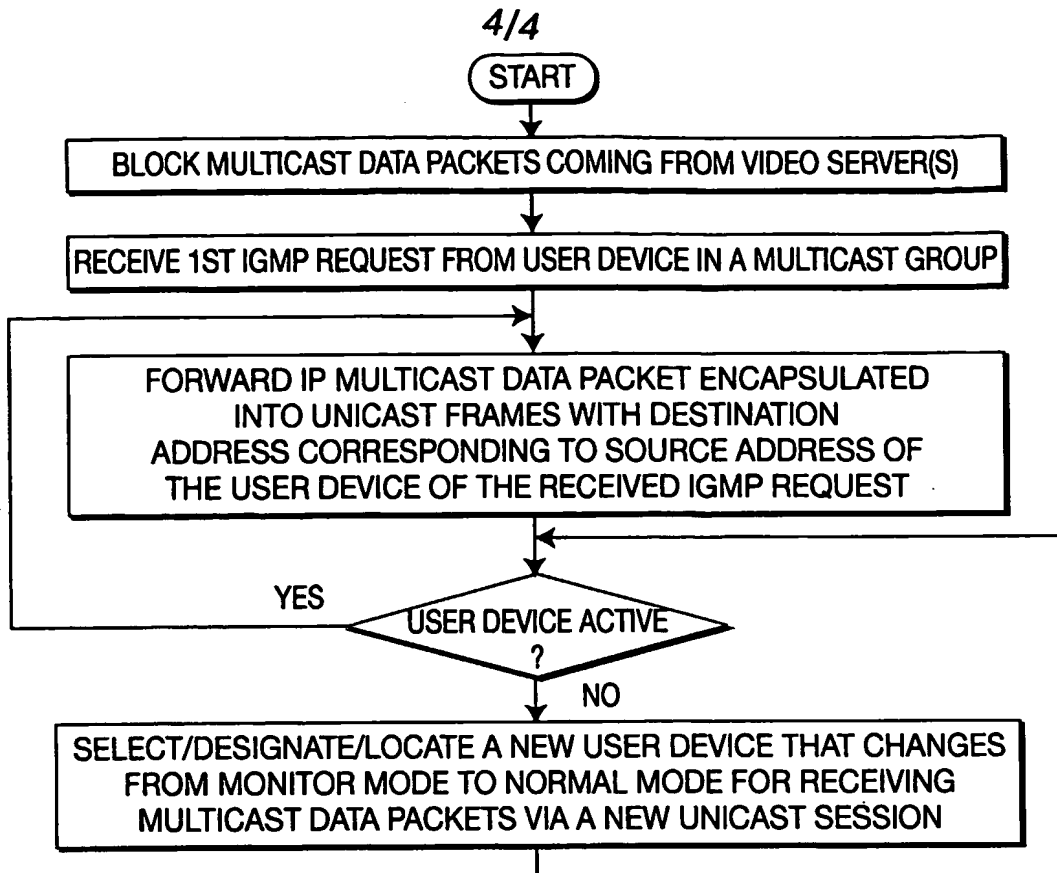 4/4
START
BLOCK MULTICAST DATA PACKETS COMING FROM VIDEO SERVER(S)
RECEIVE 1ST IGMP REQUEST FROM USER DEVICE IN A MULTICAST GROUP
FORWARD IP MULTICAST DATA PACKET ENCAPSULATED
INTO UNICAST FRAMES WITH DESTINATION
ADDRESS CORRESPONDING TO SOURCE ADDRESS OF
THE USER DEVICE OF THE RECEIVED IGMP REQUEST
YES
USER DEVICE ACTIVE
?
NO
SELECT/DESIGNATE/LOCATE A NEW USER DEVICE THAT CHANGES
FROM MONITOR MODE TO NORMAL MODE FOR RECEIVING
MULTICAST DATA PACKETS VIA A NEW UNICAST SESSION